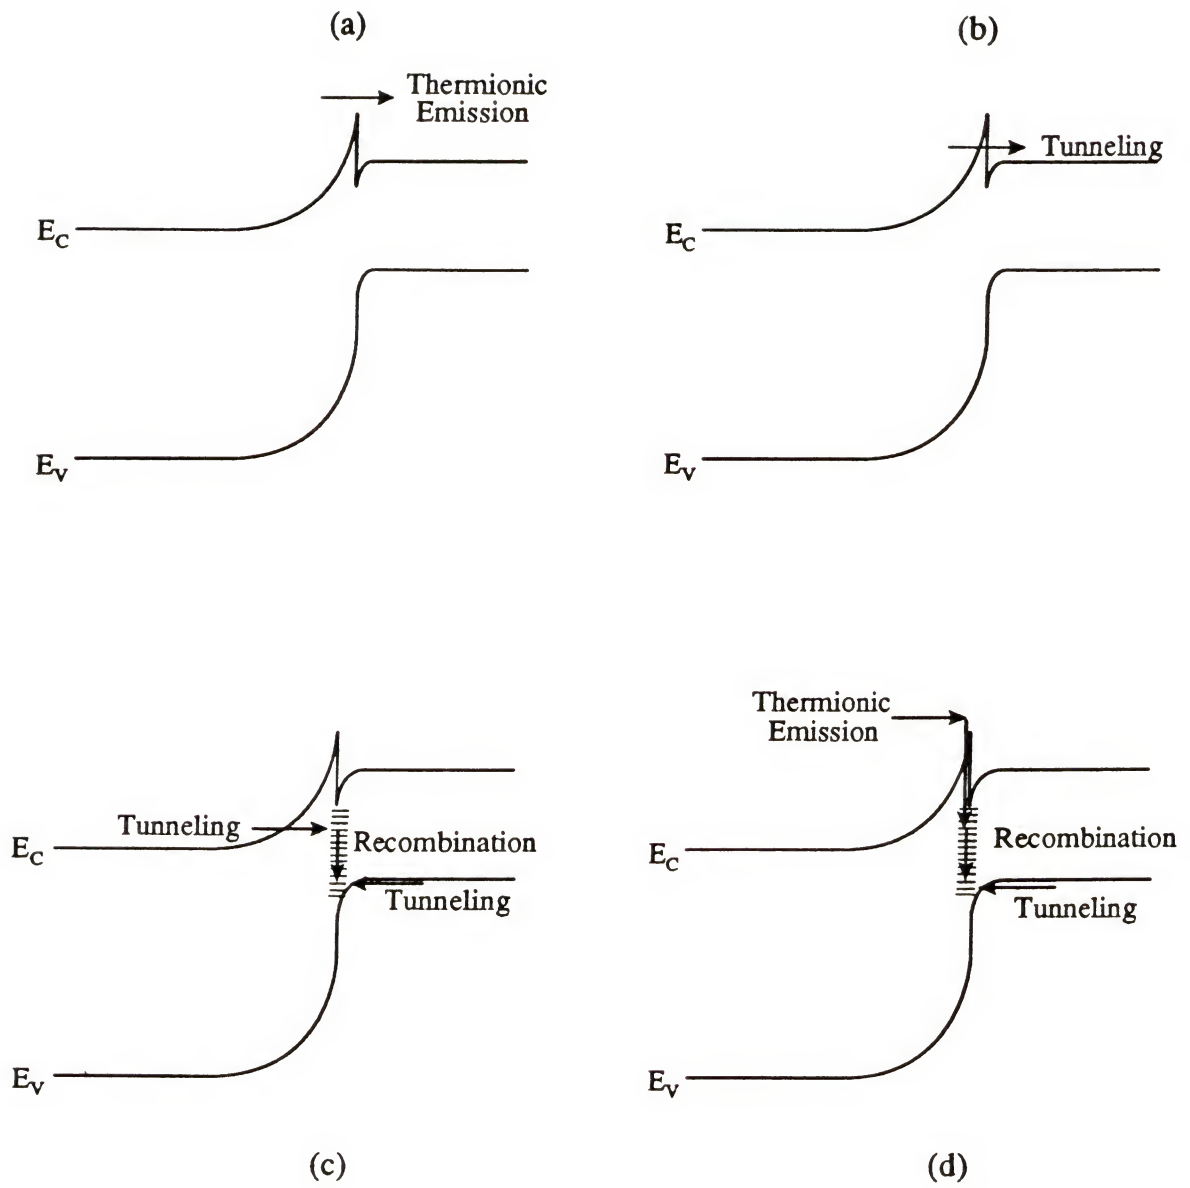 (a)
Thermionic
Emission
E_C
E_V
(b)
Tunneling
E_C
E_V
Tunneling
Recombination
E_C
Tunneling
E_V
(c)
Thermionic
Emission
Recombination
E_C
Tunneling
E_V
(d)